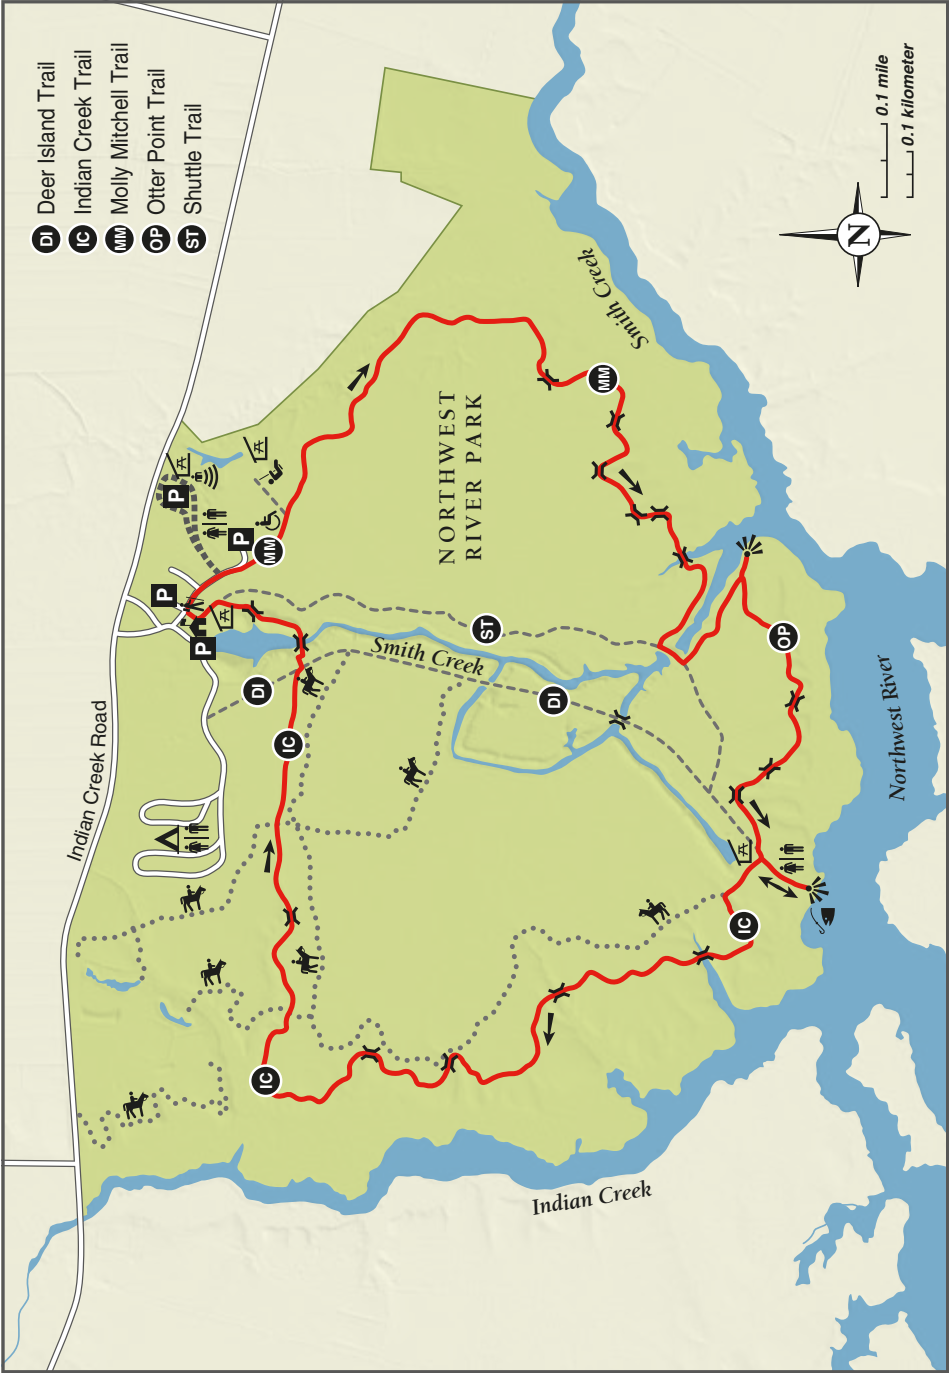 DI Deer Island Trail
IC Indian Creek Trail
MM Molly Mitchell Trail
OP Otter Point Trail
ST Shuttle Trail
Indian Creek Road
P
P
P
P
MM
DI
IC
IC
ST
Smith Creek
DI
NORTHWEST
RIVER PARK
MM
Smith Creek
OP
IC
Northwest River
Indian Creek
N
0.1 mile
0.1 kilometer